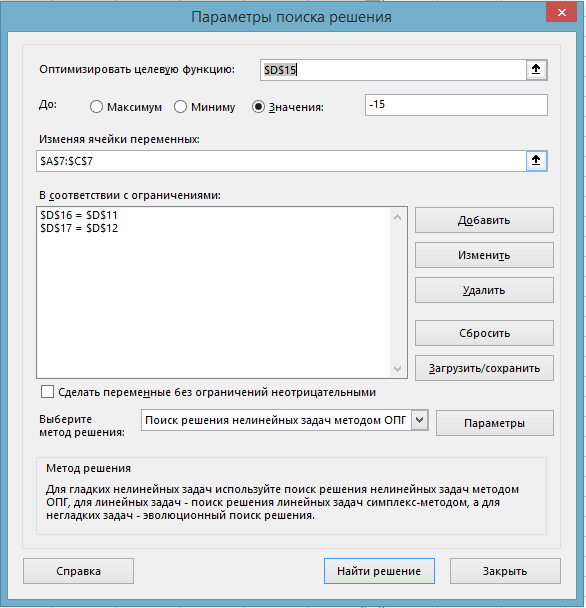 Параметры поиска решения
Оптимизировать целевую функцию: $D$15
До: Максимум Миниму Значения: -15
Изменяя ячейки переменных:
$A$7:$C$7
В соответствии с ограничениями:
$D$16 = $D$11
$D$17 = $D$12
Добавить
Изменить
Удалить
Сбросить
Загрузить/сохранить
Сделать переменные без ограничений неотрицательными
Выберите
метод решения:
Поиск решения нелинейных задач методом ОПГ
Параметры
Метод решения
Для гладких нелинейных задач используйте поиск решения нелинейных задач методом
ОПГ, для линейных задач - поиск решения линейных задач симплекс-методом, а для
негладких задач - эволюционный поиск решения.
Справка Найти решение Закрыть